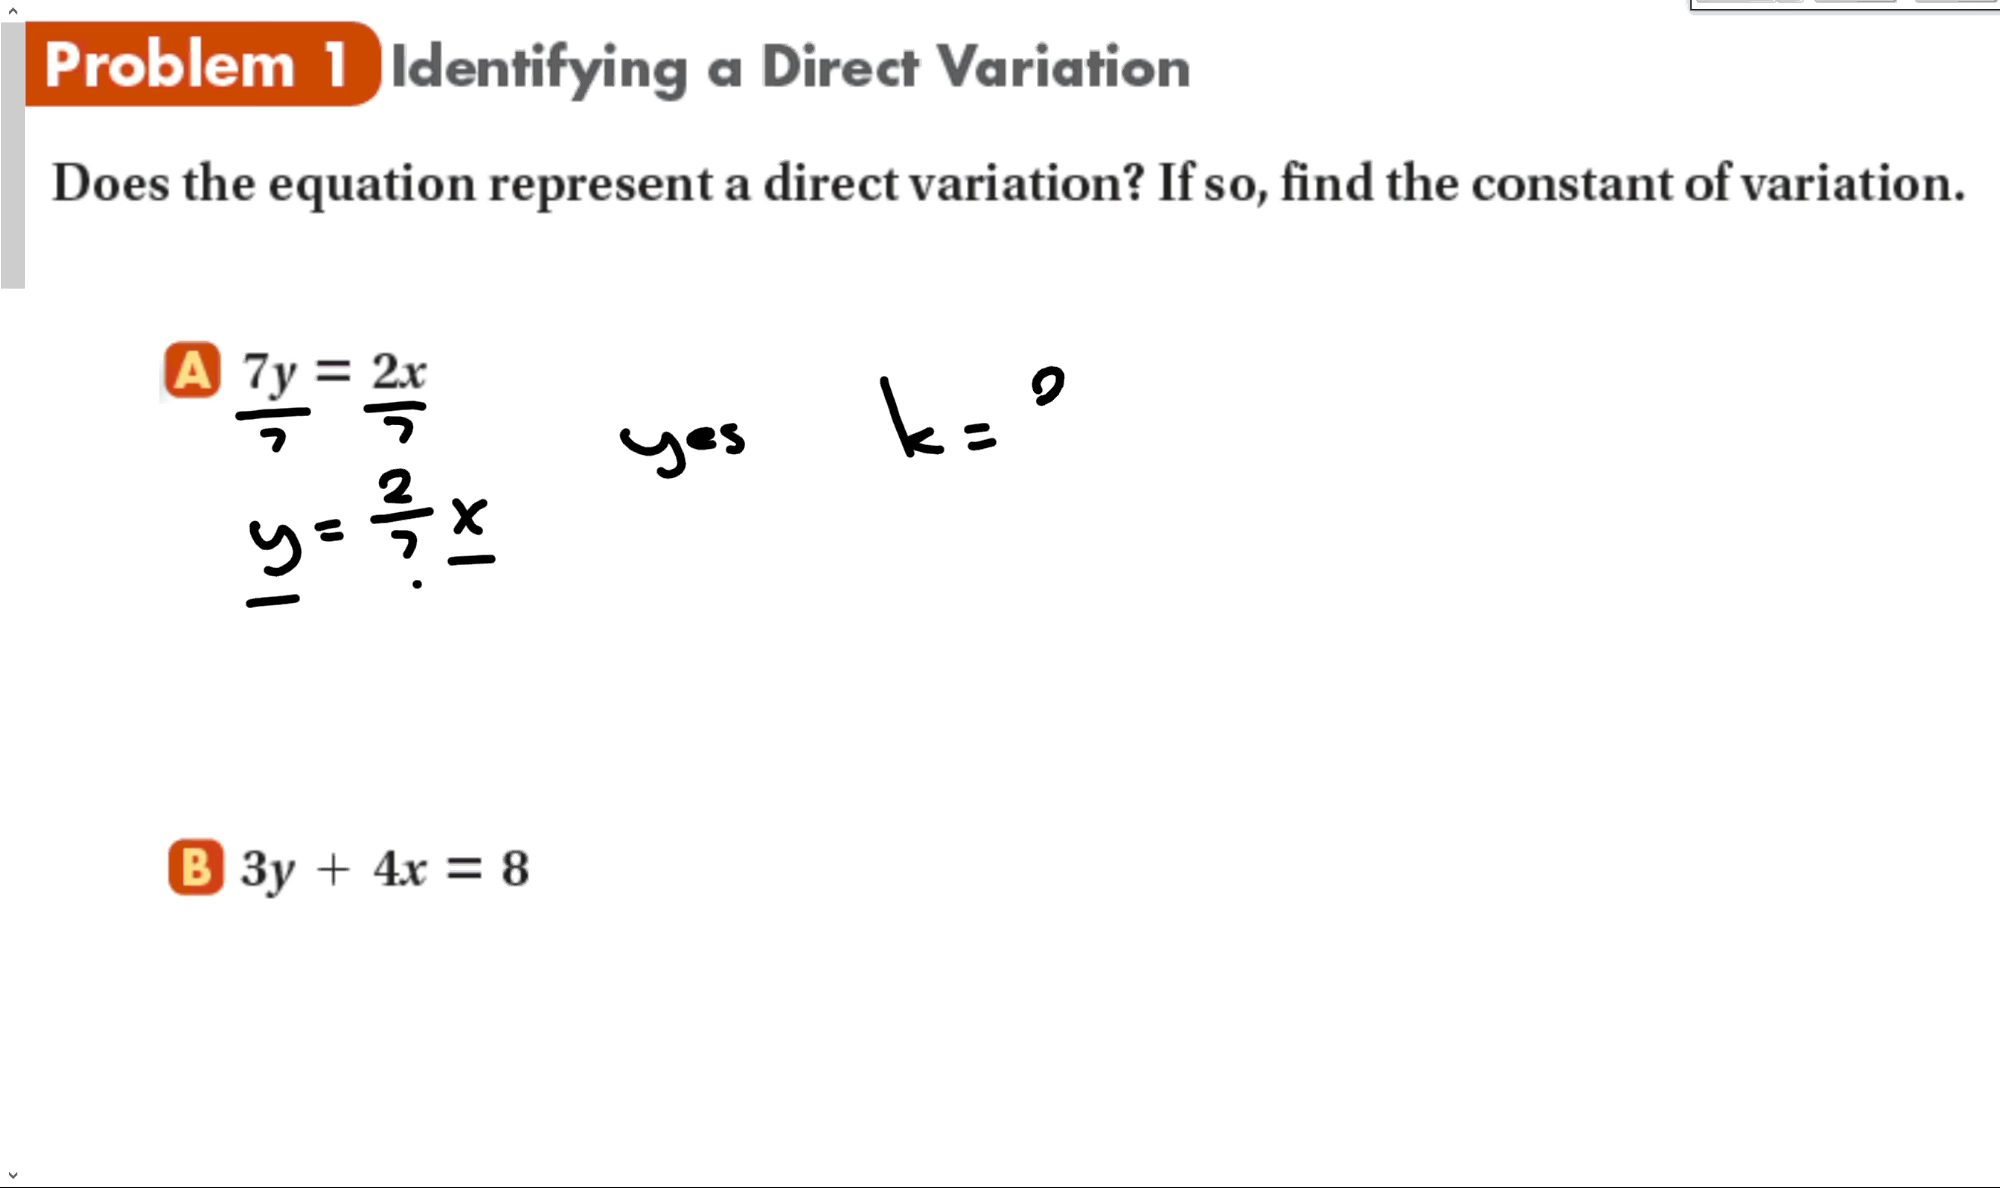 Problem 1 Identifying a Direct Variation
Does the equation represent a direct variation? If so, find the constant of variation.
A 7y = 2x
7 7
yes k =
y = 2/7 x
B 3y + 4x = 8